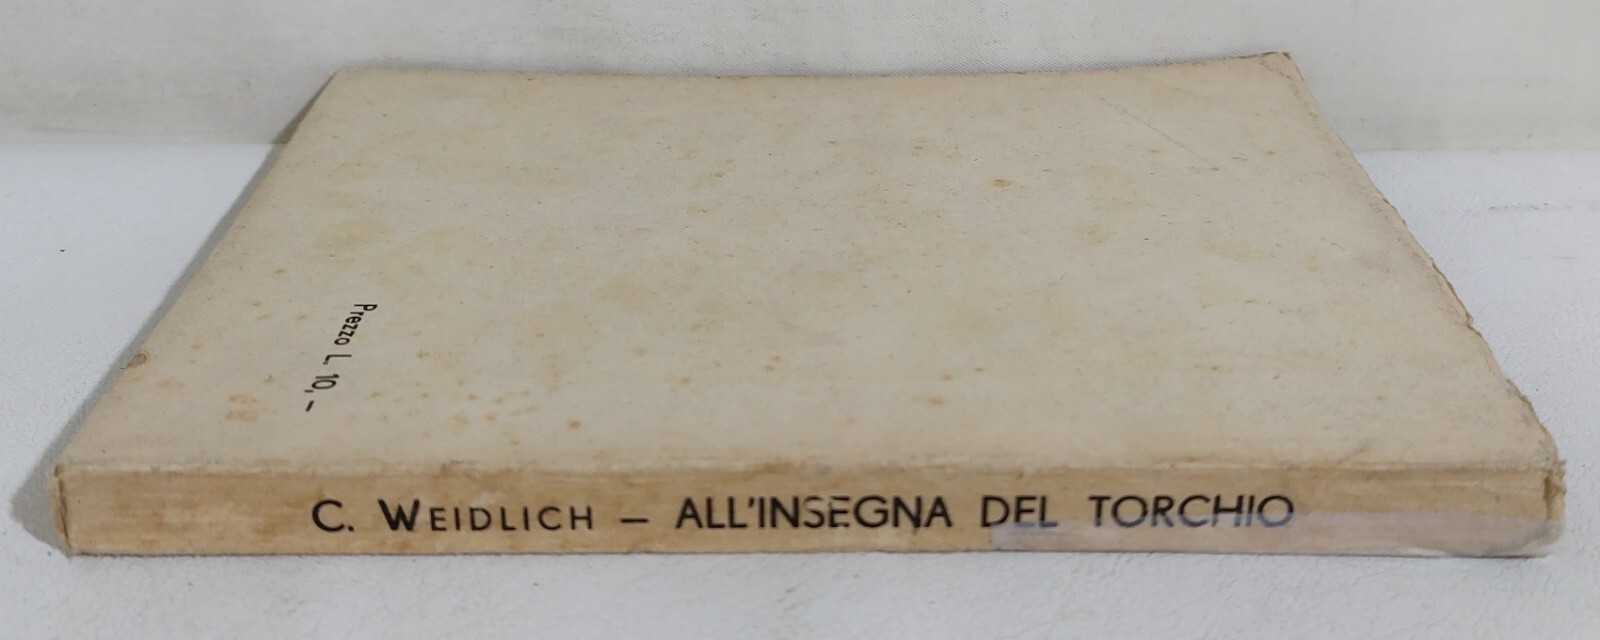 Prezzo L. 10,-
C. WEIDLICH – ALL'INSEGNA DEL TORCHIO